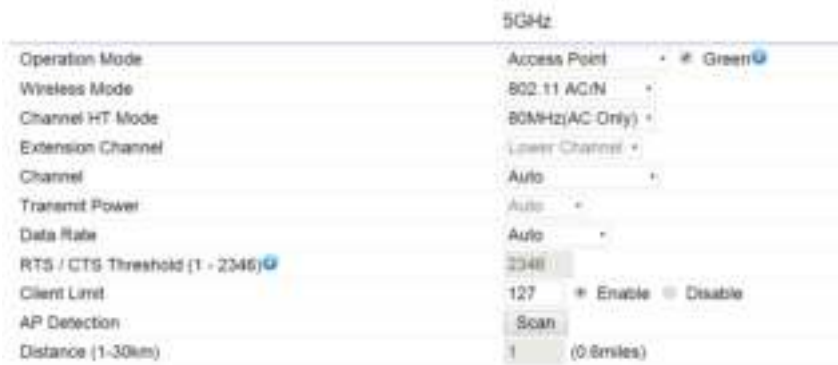 5GHz
Operation Mode Access Point Green
Wireless Mode 802.11 AC/N
Channel HT Mode 80MHz(AC Only)
Extension Channel Lower Channel
Channel Auto
Transmit Power Auto
Data Rate Auto
RTS / CTS Threshold (1 - 2346) 2346
Client Limit 127 Enable Disable
AP Detection Scan
Distance (1-30km) 1 (0.6miles)